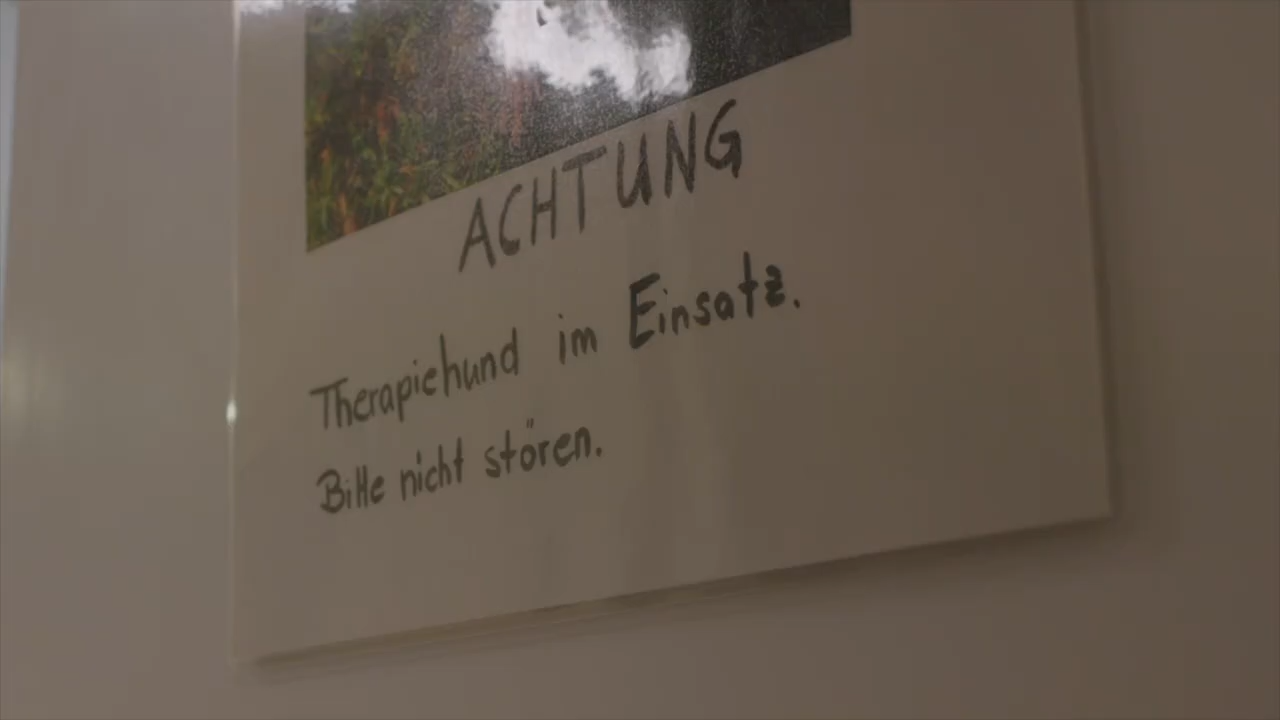 ACHTUNG
Therapiehund im Einsatz.
Bitte nicht stören.